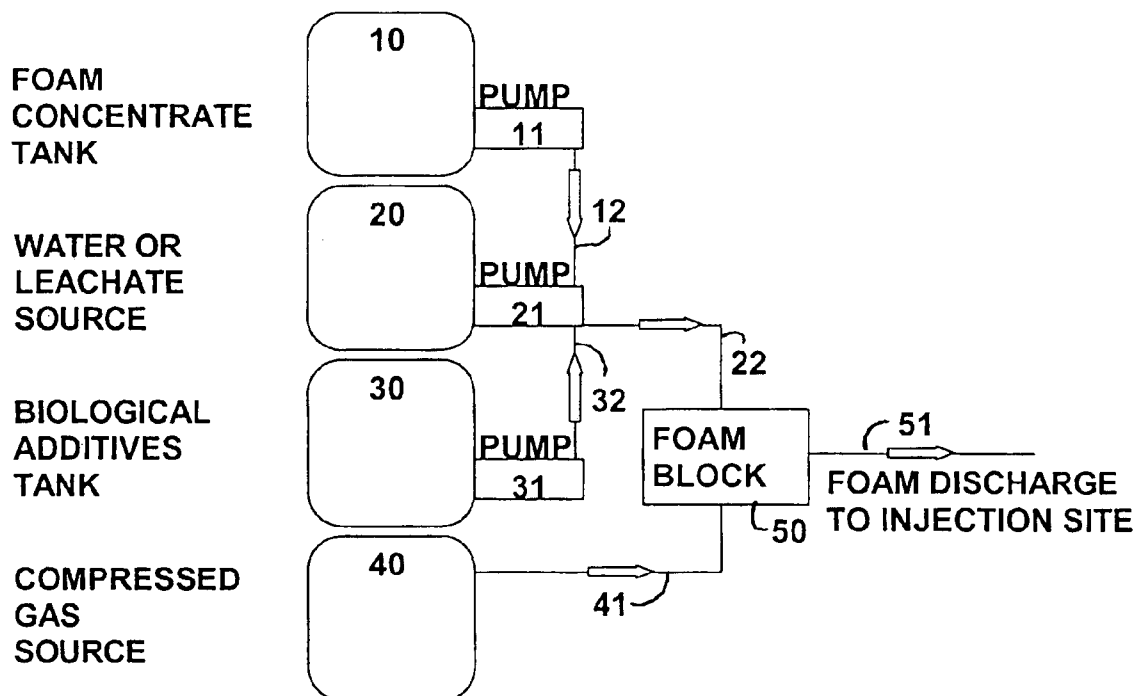 10
FOAM
CONCENTRATE
TANK
PUMP
11
12
20
WATER OR
LEACHATE
SOURCE
PUMP
21
22
32
30
BIOLOGICAL
ADDITIVES
TANK
PUMP
31
FOAM
BLOCK
50
51
FOAM DISCHARGE
TO INJECTION SITE
40
COMPRESSED
GAS
SOURCE
41